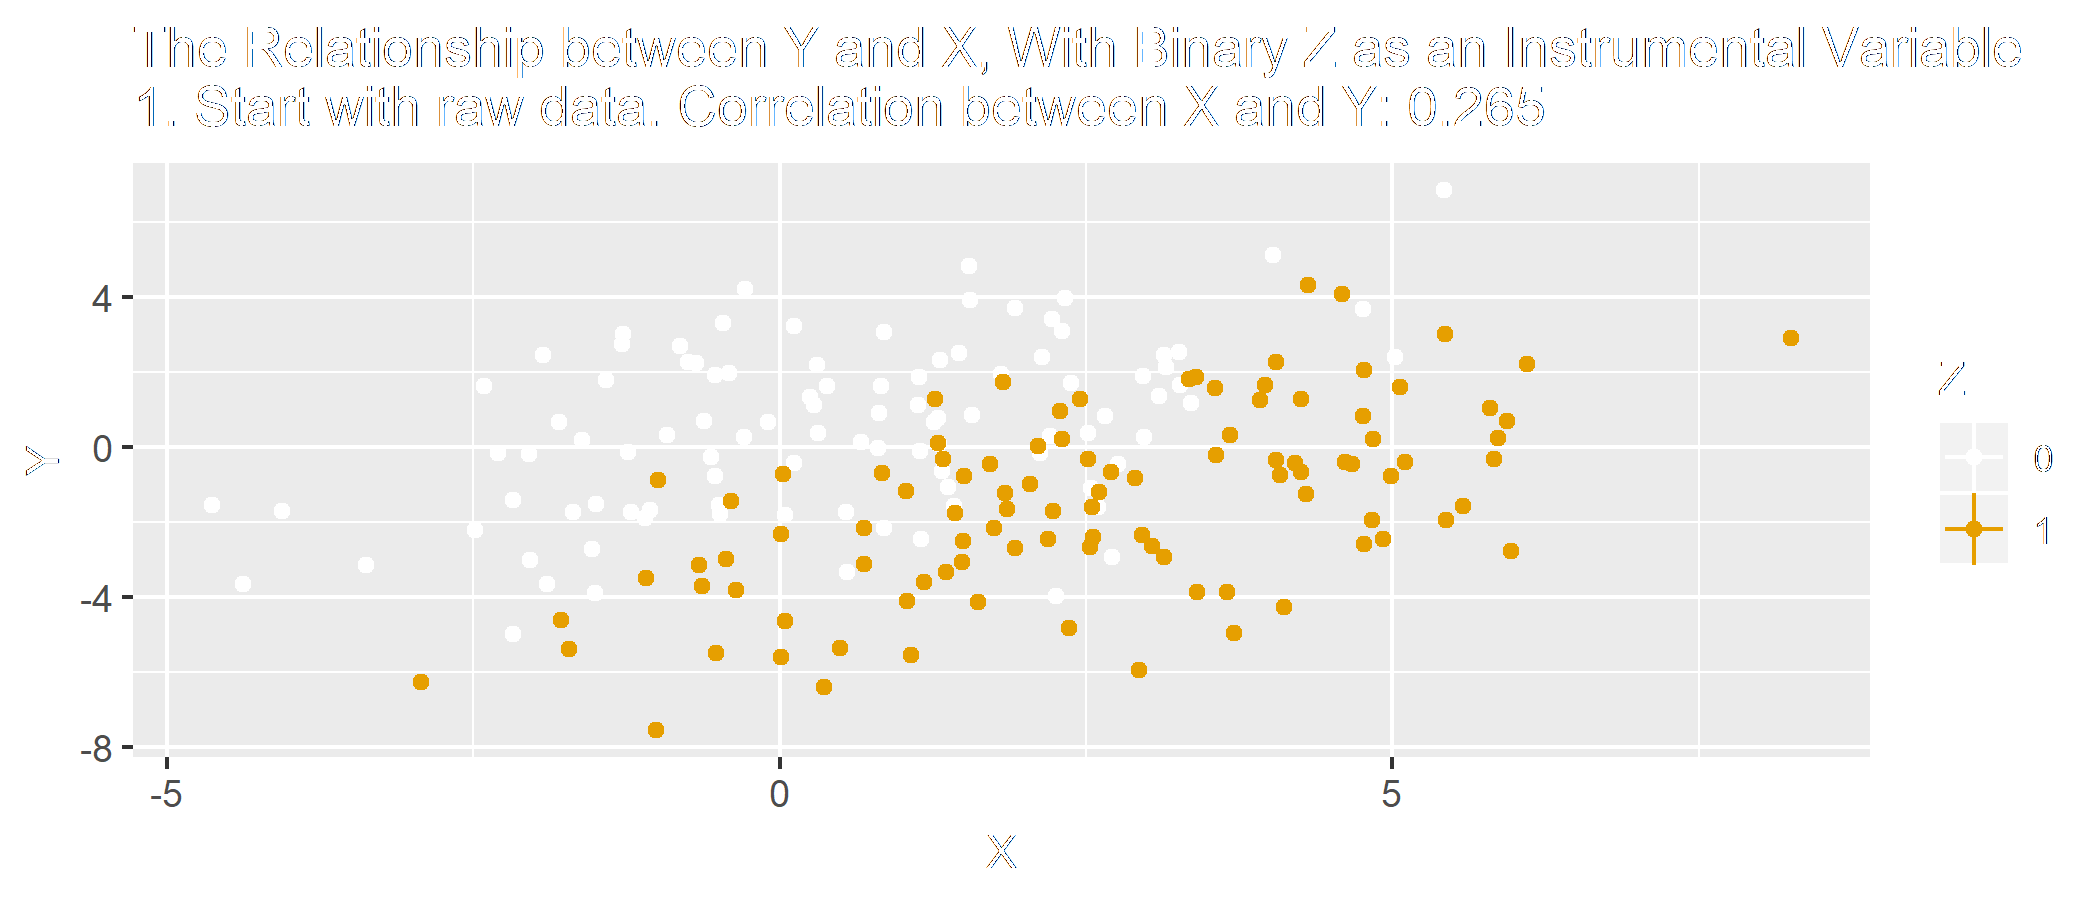 The Relationship between Y and X, With Binary Z as an Instrumental Variable
1. Start with raw data. Correlation between X and Y: 0.265
Y
4
0
-4
-8
-5
0
5
X
Z
0
1